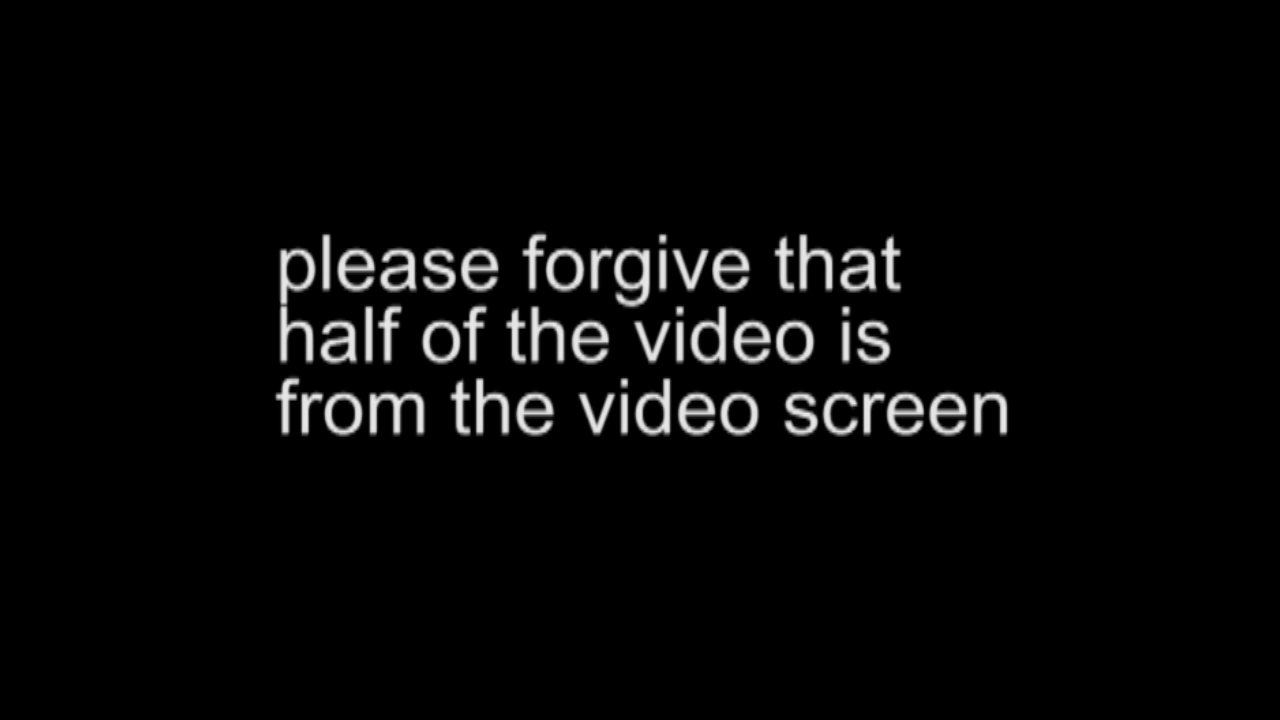 please forgive that
half of the video is
from the video screen